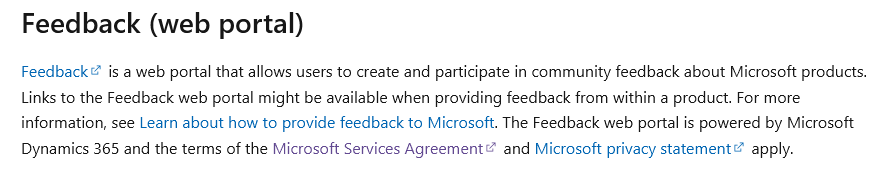 Feedback (web portal)
Feedback is a web portal that allows users to create and participate in community feedback about Microsoft products.
Links to the Feedback web portal might be available when providing feedback from within a product. For more
information, see Learn about how to provide feedback to Microsoft. The Feedback web portal is powered by Microsoft
Dynamics 365 and the terms of the Microsoft Services Agreement and Microsoft privacy statement apply.